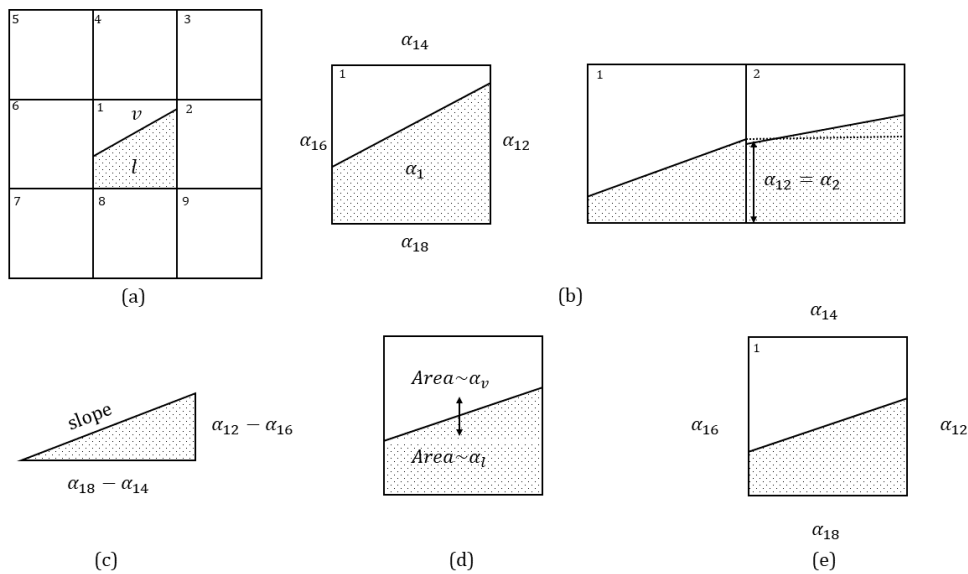 5 4 3
6 1 v 2
l
7 8 9
(a)
α₁₄
1
α₁₆ α₁₂
α₁
α₁₈
1 2
α₁₂ = α₂
(b)
slope
α₁₂ − α₁₆
α₁₈ − α₁₄
(c)
Area~αᵥ
Area~αₗ
(d)
α₁₄
1
α₁₆ α₁₂
α₁₈
(e)